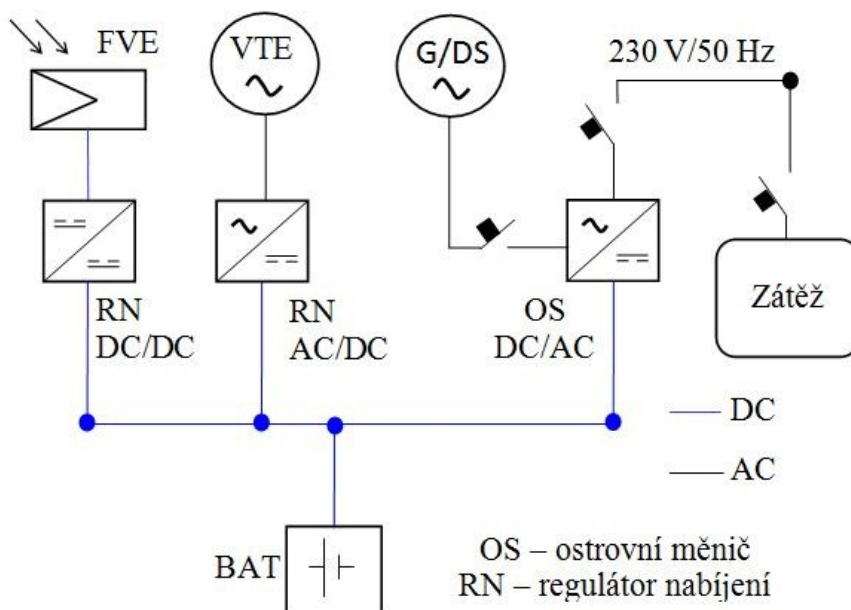 FVE
VTE
G/DS
230 V/50 Hz
RN
DC/DC
RN
AC/DC
OS
DC/AC
Zátěž
DC
AC
BAT
OS – ostrovní měnič
RN – regulátor nabíjení